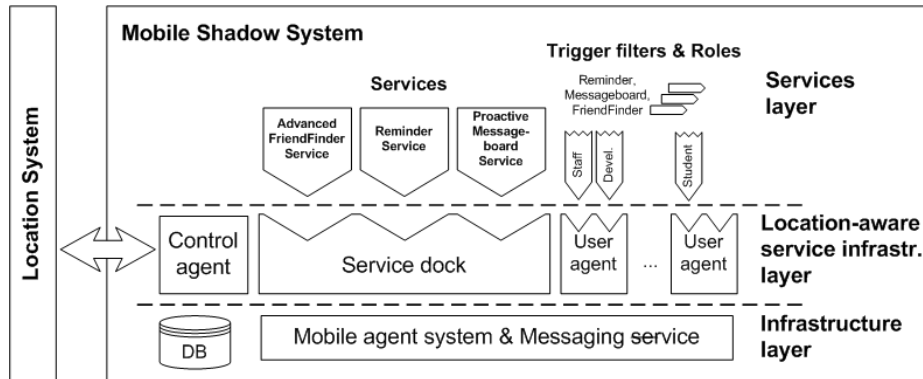 Location System
Mobile Shadow System
Trigger filters & Roles
Services
Reminder,
Messageboard,
FriendFinder
Services
layer
Advanced
FriendFinder
Service
Reminder
Service
Proactive
Message-
board
Service
Staff
Devel.
Student
Control
agent
Service dock
User
agent
...
User
agent
Location-aware
service infrastr.
layer
DB
Mobile agent system & Messaging service
Infrastructure
layer